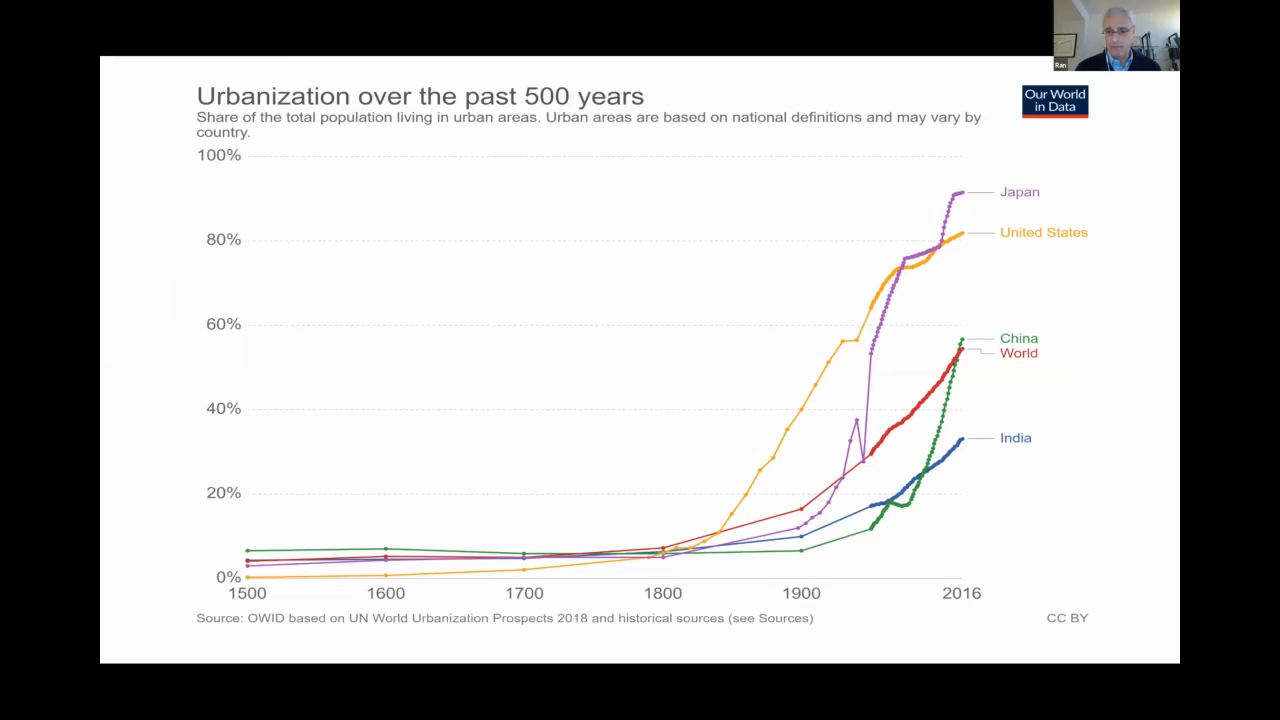 Ran
Urbanization over the past 500 years
Our World
in Data
Share of the total population living in urban areas. Urban areas are based on national definitions and may vary by
country.
100%
80%
60%
40%
20%
0%
Japan
United States
China
World
India
1500 1600 1700 1800 1900 2016
Source: OWID based on UN World Urbanization Prospects 2018 and historical sources (see Sources)
CC BY